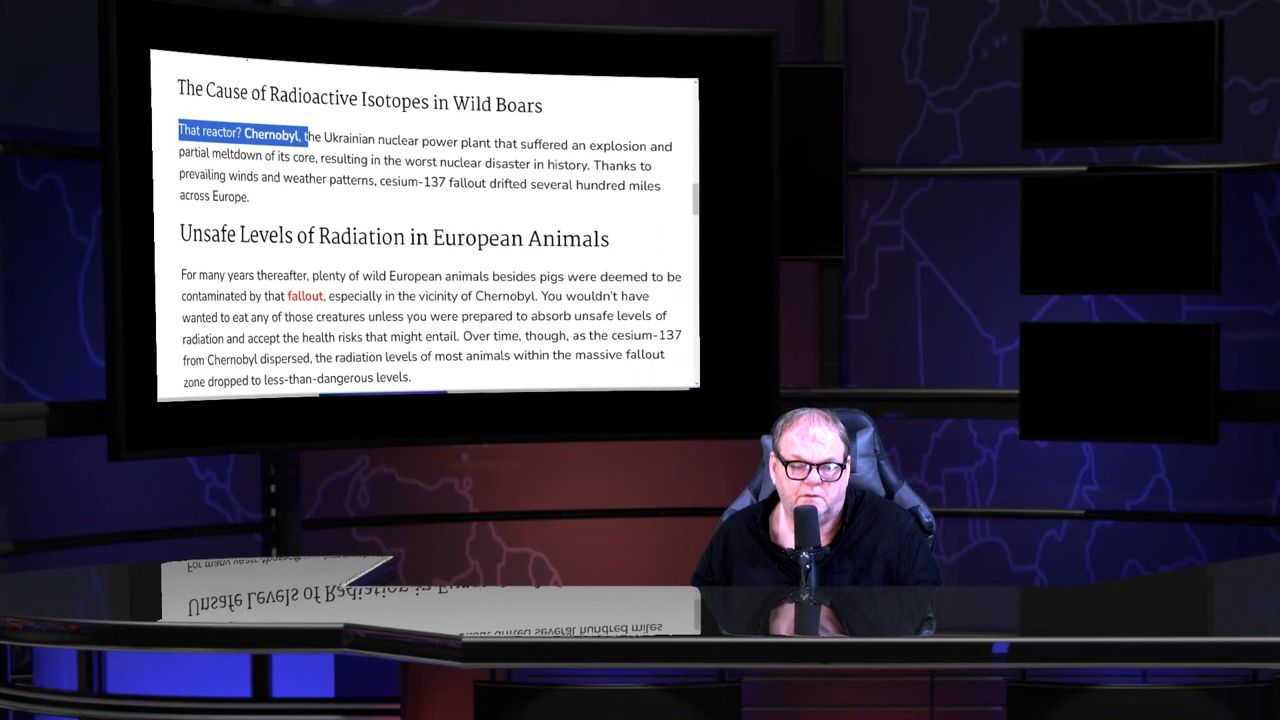 The Cause of Radioactive Isotopes in Wild Boars
That reactor? Chernobyl, the Ukrainian nuclear power plant that suffered an explosion and
partial meltdown of its core, resulting in the worst nuclear disaster in history. Thanks to
prevailing winds and weather patterns, cesium-137 fallout drifted several hundred miles
across Europe.
Unsafe Levels of Radiation in European Animals
For many years thereafter, plenty of wild European animals besides pigs were deemed to be
contaminated by that fallout, especially in the vicinity of Chernobyl. You wouldn't have
wanted to eat any of those creatures unless you were prepared to absorb unsafe levels of
radiation and accept the health risks that might entail. Over time, though, as the cesium-137
from Chernobyl dispersed, the radiation levels of most animals within the massive fallout
zone dropped to less-than-dangerous levels.